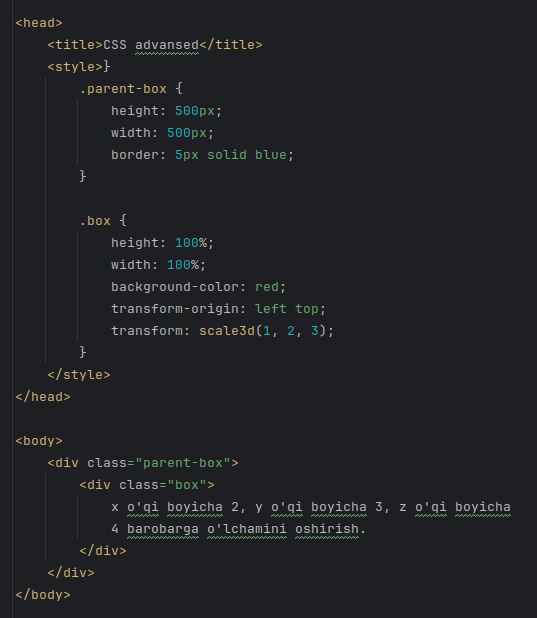 <head>
    <title>CSS advansed</title>
    <style>}
        .parent-box {
            height: 500px;
            width: 500px;
            border: 5px solid blue;
        }

        .box {
            height: 100%;
            width: 100%;
            background-color: red;
            transform-origin: left top;
            transform: scale3d(1, 2, 3);
        }
    </style>
</head>

<body>
    <div class="parent-box">
        <div class="box">
            x o'qi boyicha 2, y o'qi boyicha 3, z o'qi boyicha
            4 barobarga o'lchamini oshirish.
        </div>
    </div>
</body>